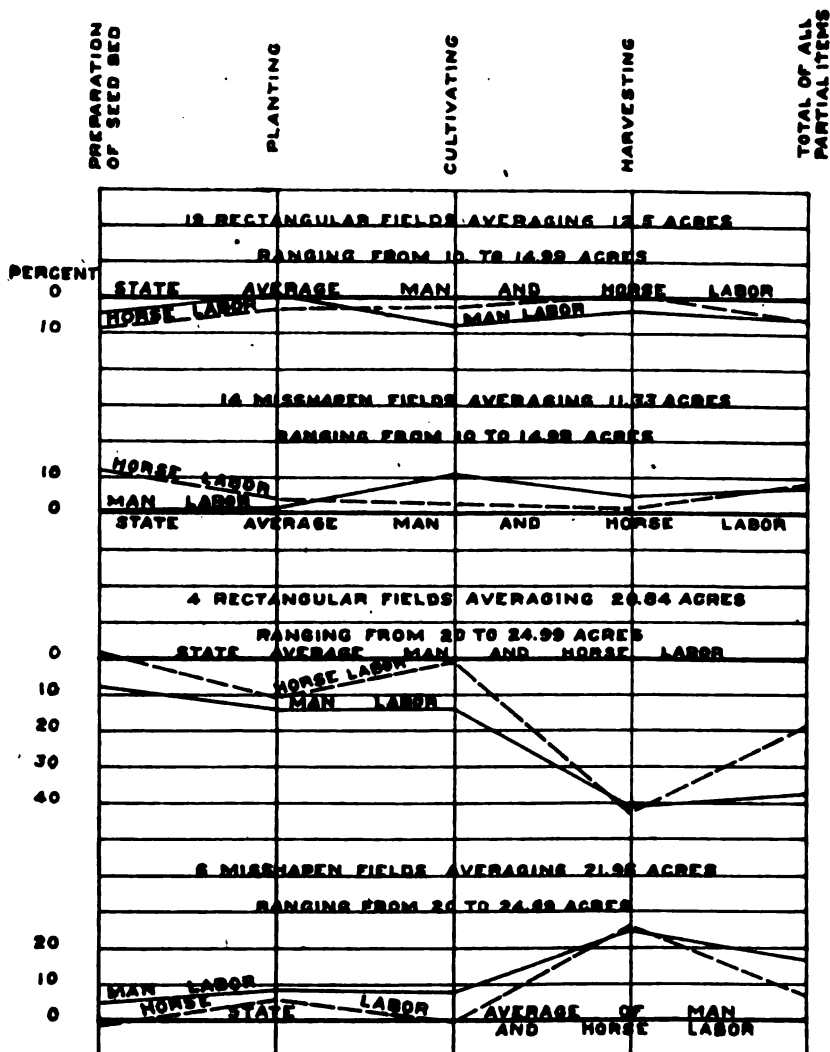 PREPARATION
OF SEED BED
PLANTING
CULTIVATING
HARVESTING
TOTAL OF ALL
PARTIAL ITEMS
12 RECTANGULAR FIELDS AVERAGING 12.5 ACRES
RANGING FROM 10. TO 14.99 ACRES
PERCENT
0
STATE AVERAGE MAN AND HORSE LABOR
HORSE LABOR
MAN LABOR
10
14 MISSHAPEN FIELDS AVERAGING 11.33 ACRES
RANGING FROM 10 TO 14.98 ACRES
10
HORSE LABOR
MAN LABOR
0
STATE AVERAGE MAN AND HORSE LABOR
4 RECTANGULAR FIELDS AVERAGING 20.84 ACRES
RANGING FROM 20 TO 24.99 ACRES
0
STATE AVERAGE MAN AND HORSE LABOR
HORSE LABOR
10
MAN LABOR
20
30
40
6 MISSHAPEN FIELDS AVERAGING 21.96 ACRES
RANGING FROM 20 TO 24.69 ACRES
20
10
MAN LABOR
HORSE LABOR
0
STATE AVERAGE OF MAN
AND HORSE LABOR